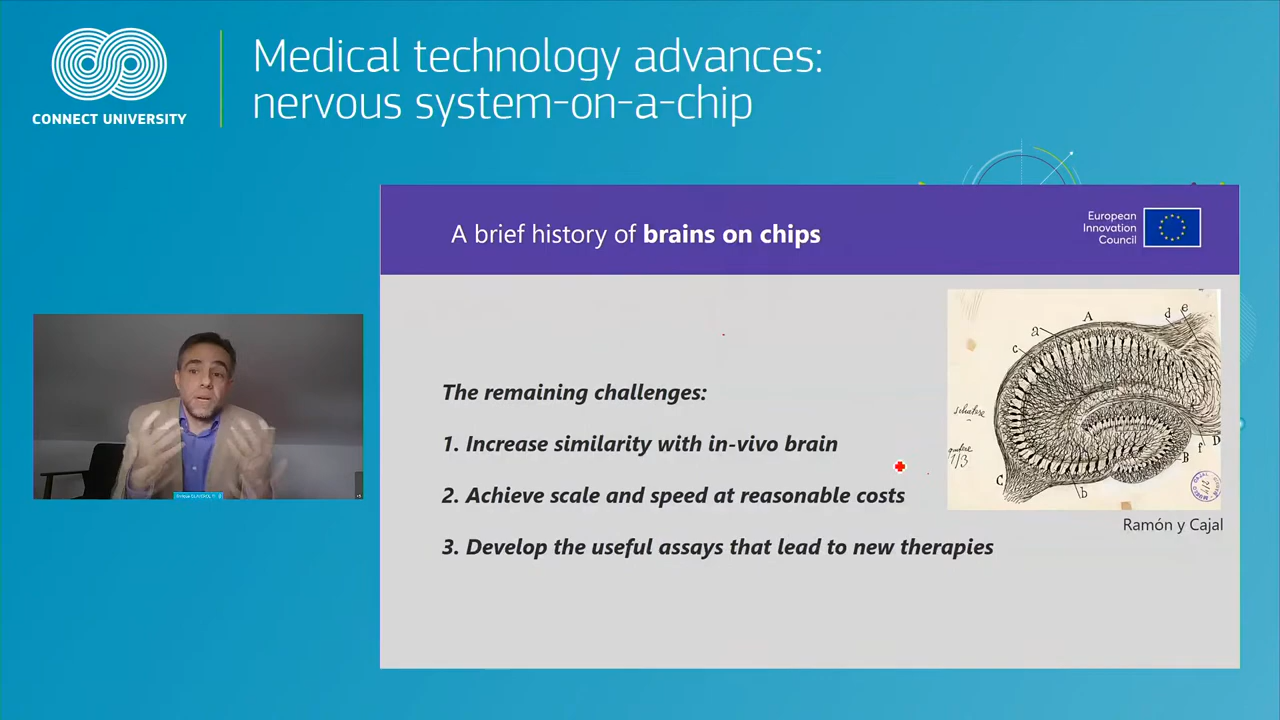 CONNECT UNIVERSITY
Medical technology advances:
nervous system-on-a-chip
A brief history of brains on chips
European
Innovation
Council
The remaining challenges:
1. Increase similarity with in-vivo brain
2. Achieve scale and speed at reasonable costs
3. Develop the useful assays that lead to new therapies
A
a
c
d
e
D
f
B
b
C
1/3
Ramón y Cajal